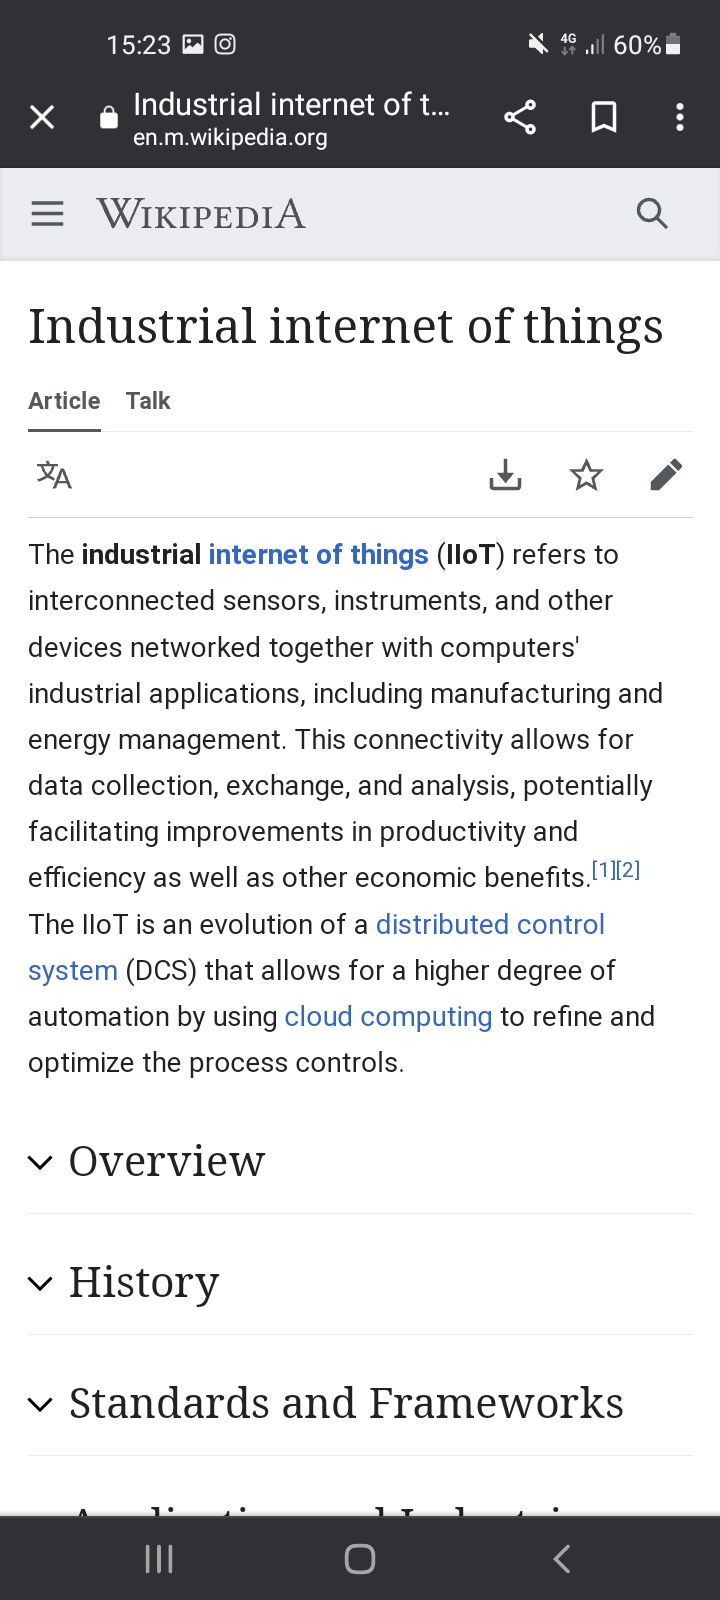 15:23
4G
60%
Industrial internet of t...
en.m.wikipedia.org
WIKIPEDIA
Industrial internet of things
Article Talk
The industrial internet of things (IIoT) refers to
interconnected sensors, instruments, and other
devices networked together with computers'
industrial applications, including manufacturing and
energy management. This connectivity allows for
data collection, exchange, and analysis, potentially
facilitating improvements in productivity and
efficiency as well as other economic benefits.[1][2]
The IIoT is an evolution of a distributed control
system (DCS) that allows for a higher degree of
automation by using cloud computing to refine and
optimize the process controls.
Overview
History
Standards and Frameworks